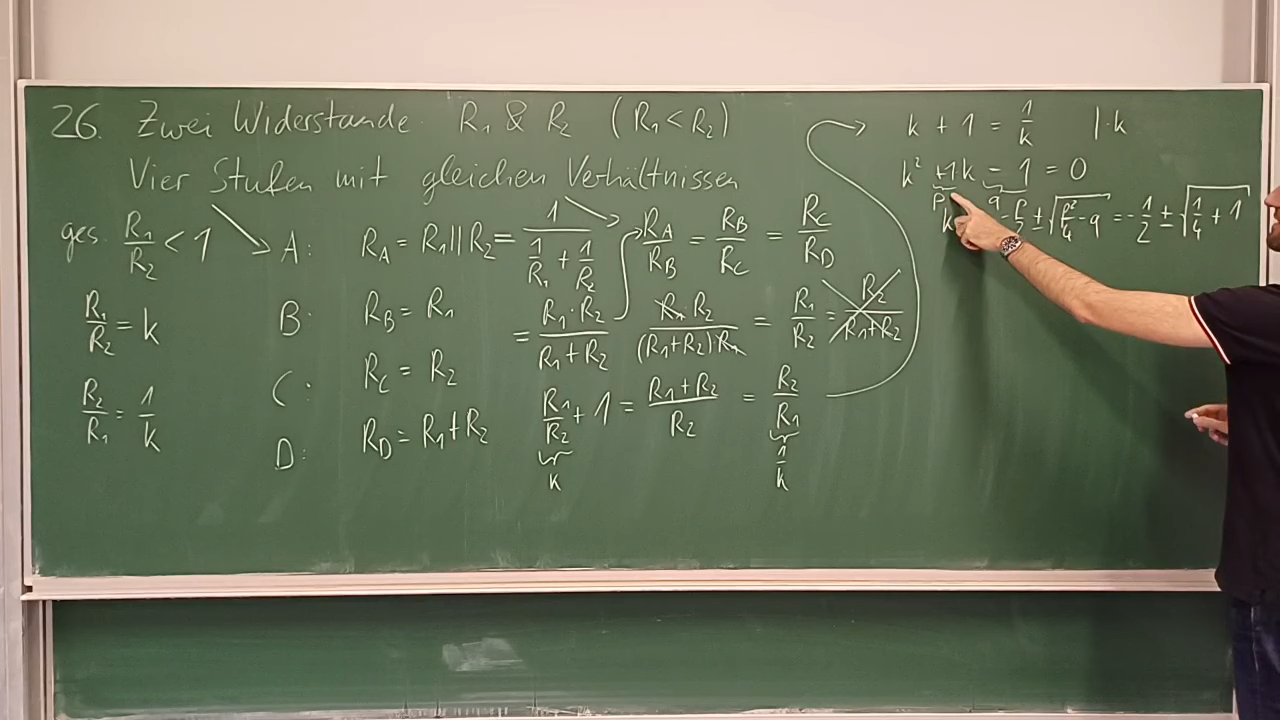 26. Zwei Widerstände R₁ & R₂ (R₁ < R₂)
Vier Stufen mit gleichen Verhältnissen
ges. R₁/R₂ < 1
R₁/R₂ = k
R₂/R₁ = 1/k
A: R_A = R₁||R₂ = 1/(1/R₁ + 1/R₂)
= R₁·R₂/(R₁+R₂)
B: R_B = R₁
C: R_C = R₂
D: R_D = R₁+R₂
R_A/R_B = R_B/R_C = R_C/R_D
R₁R₂/((R₁+R₂)R₁) = R₁/R₂ = R₂/(R₁+R₂)
R₁/R₂ + 1 = (R₁+R₂)/R₂ = R₂/R₁
k
1/k
k + 1 = 1/k |·k
k² +1k - 1 = 0
p q
k -p/2 ± √(p²/4 - q) = -1/2 ± √(1/4 + 1)